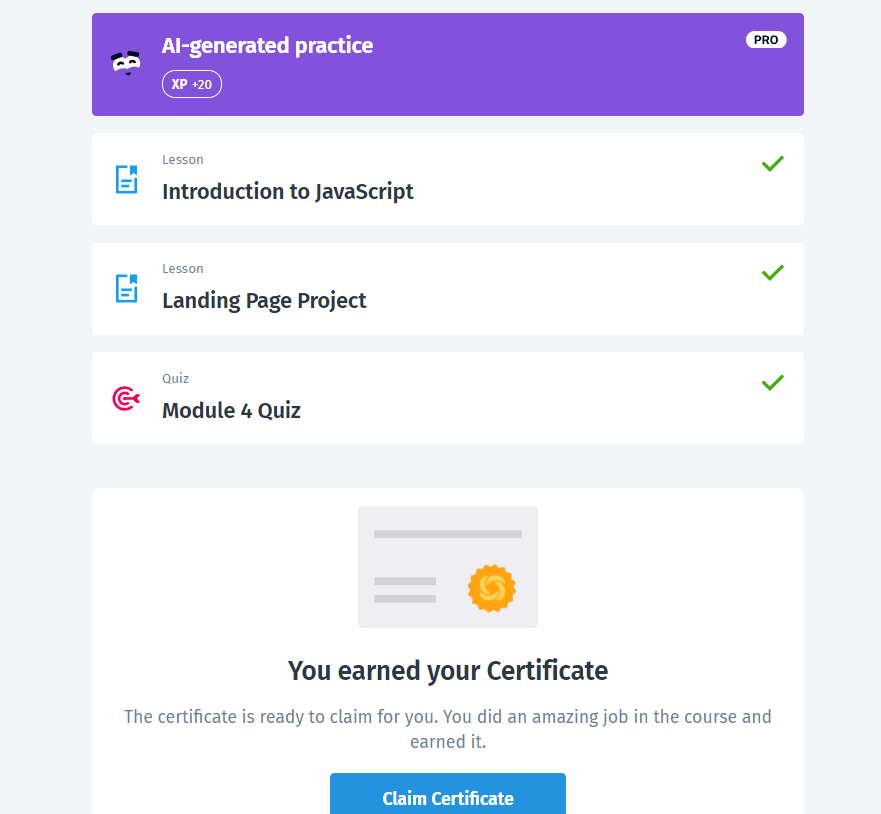 AI-generated practice
PRO
XP +20
Lesson
Introduction to JavaScript
Lesson
Landing Page Project
Quiz
Module 4 Quiz
You earned your Certificate
The certificate is ready to claim for you. You did an amazing job in the course and
earned it.
Claim Certificate